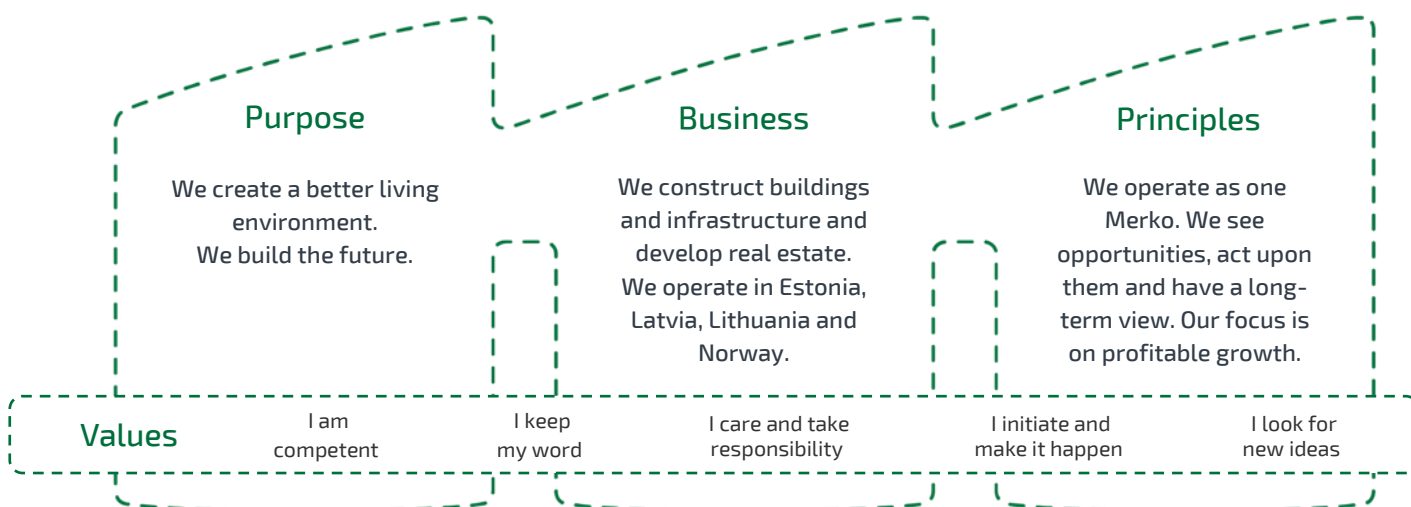 Purpose
We create a better living
environment.
We build the future.
Business
We construct buildings
and infrastructure and
develop real estate.
We operate in Estonia,
Latvia, Lithuania and
Norway.
Principles
We operate as one
Merko. We see
opportunities, act upon
them and have a long-
term view. Our focus is
on profitable growth.
Values
I am
competent
I keep
my word
I care and take
responsibility
I initiate and
make it happen
I look for
new ideas